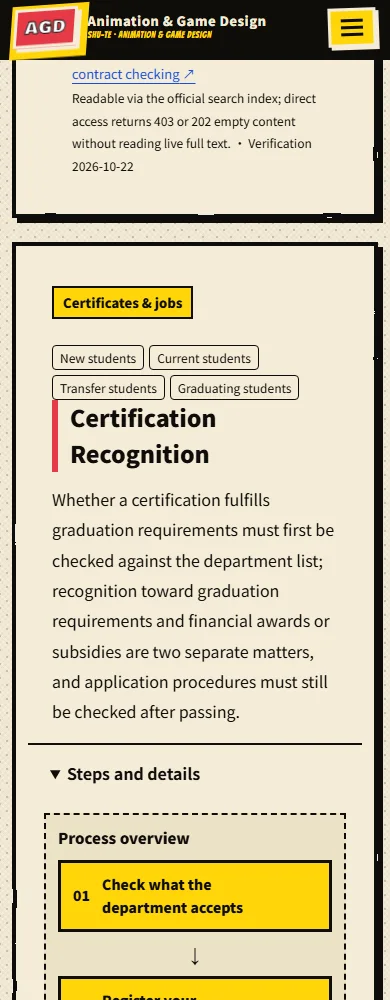 AGD
Animation & Game Design
SHU-TE · ANIMATION & GAME DESIGN
contract checking ↗
Readable via the official search index; direct
access returns 403 or 202 empty content
without reading live full text. · Verification
2026-10-22
Certificates & jobs
New students
Current students
Transfer students
Graduating students
Certification
Recognition
Whether a certification fulfills
graduation requirements must first be
checked against the department list;
recognition toward graduation
requirements and financial awards or
subsidies are two separate matters,
and application procedures must still
be checked after passing.
▼ Steps and details
Process overview
01
Check what the
department accepts
↓
Register your